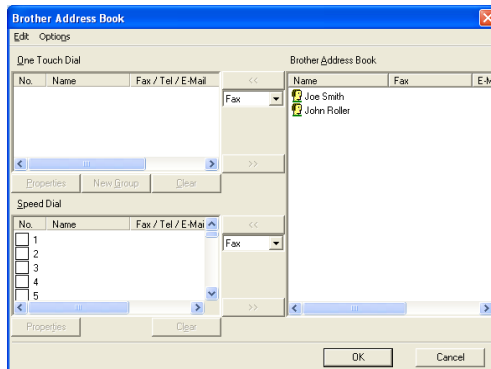 Brother Address Book
Edit Options
One Touch Dial
No. Name Fax / Tel / E-Mail
<<
Fax
>>
Properties New Group Clear
Speed Dial
No. Name Fax / Tel / E-Mai
1
2
3
4
5
<<
Fax
>>
Properties Clear
Brother Address Book
Name Fax E-M
Joe Smith
John Roller
OK Cancel